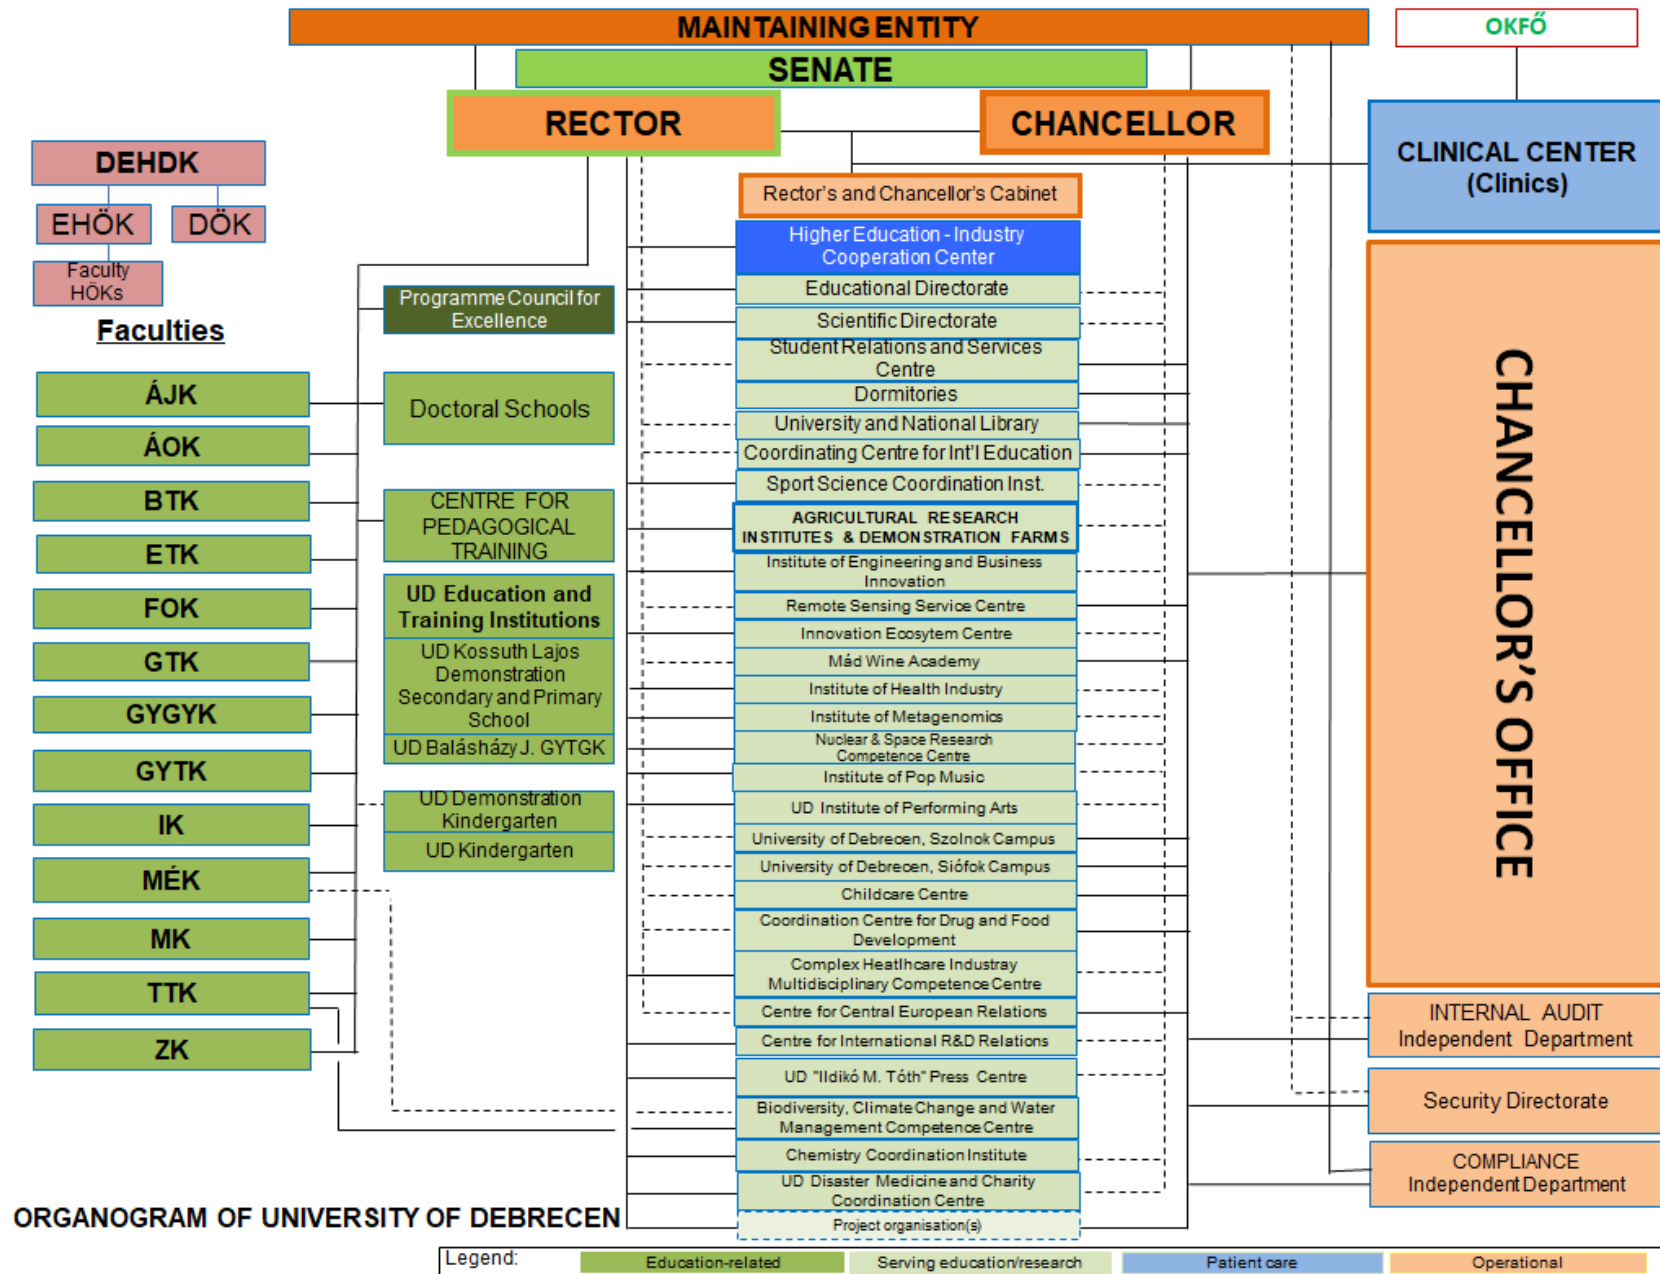 MAINTAINING ENTITY
OKFŐ
SENATE
RECTOR
CHANCELLOR
CLINICAL CENTER
(Clinics)
DEHDK
EHÖK
DÖK
Faculty
HÖKs
Faculties
ÁJK
ÁOK
BTK
ETK
FOK
GTK
GYGYK
GYTK
IK
MÉK
MK
TTK
ZK
Programme Council for
Excellence
Doctoral Schools
CENTRE FOR
PEDAGOGICAL
TRAINING
UD Education and
Training Institutions
UD Kossuth Lajos
Demonstration
Secondary and Primary
School
UD Balásházy J. GYTGK
UD Demonstration
Kindergarten
UD Kindergarten
Rector's and Chancellor's Cabinet
Higher Education - Industry
Cooperation Center
Educational Directorate
Scientific Directorate
Student Relations and Services
Centre
Dormitories
University and National Library
Coordinating Centre for Int'l Education
Sport Science Coordination Inst.
AGRICULTURAL RESEARCH
INSTITUTES & DEMONSTRATION FARMS
Institute of Engineering and Business
Innovation
Remote Sensing Service Centre
Innovation Ecosytem Centre
Mád Wine Academy
Institute of Health Industry
Institute of Metagenomics
Nuclear & Space Research
Competence Centre
Institute of Pop Music
UD Institute of Performing Arts
University of Debrecen, Szolnok Campus
University of Debrecen, Siófok Campus
Childcare Centre
Coordination Centre for Drug and Food
Development
Complex Heatlhcare Industray
Multidisciplinary Competence Centre
Centre for Central European Relations
Centre for International R&D Relations
UD "Ildikó M. Tóth" Press Centre
Biodiversity, Climate Change and Water
Management Competence Centre
Chemistry Coordination Institute
UD Disaster Medicine and Charity
Coordination Centre
Project organisation(s)
CHANCELLOR'S OFFICE
INTERNAL AUDIT
Independent Department
Security Directorate
COMPLIANCE
Independent Department
ORGANOGRAM OF UNIVERSITY OF DEBRECEN
Legend:
Education-related
Serving education/research
Patient care
Operational